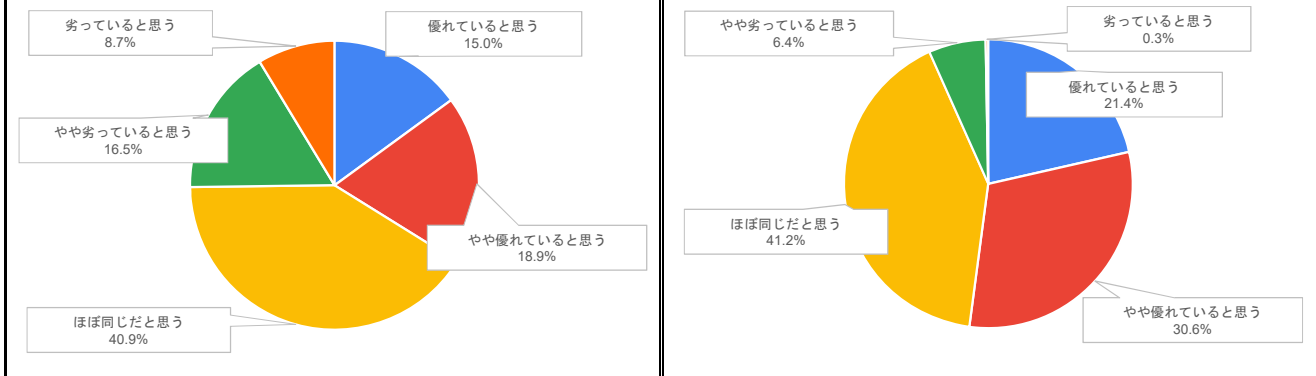 劣っていると思う
8.7%
優れていると思う
15.0%
やや劣っていると思う
16.5%
やや優れていると思う
18.9%
ほぼ同じだと思う
40.9%
やや劣っていると思う
6.4%
劣っていると思う
0.3%
優れていると思う
21.4%
ほぼ同じだと思う
41.2%
やや優れていると思う
30.6%